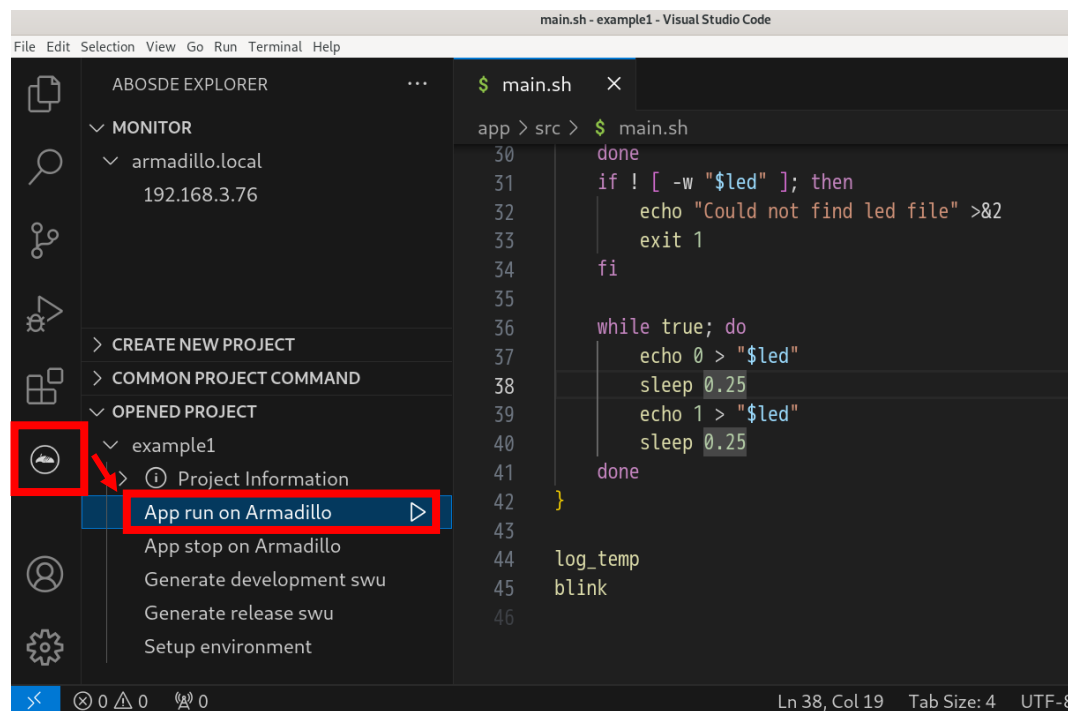 main.sh - example1 - Visual Studio Code
File Edit Selection View Go Run Terminal Help
ABOSDE EXPLORER ···
MONITOR
armadillo.local
192.168.3.76
CREATE NEW PROJECT
COMMON PROJECT COMMAND
OPENED PROJECT
example1
Project Information
App run on Armadillo
App stop on Armadillo
Generate development swu
Generate release swu
Setup environment
$ main.sh ×
app > src > $ main.sh
30 done
31 if ! [ -w "$led" ]; then
32 echo "Could not find led file" >&2
33 exit 1
34 fi
35
36 while true; do
37 echo 0 > "$led"
38 sleep 0.25
39 echo 1 > "$led"
40 sleep 0.25
41 done
42 }
43
44 log_temp
45 blink
46
0 0 0 Ln 38, Col 19 Tab Size: 4 UTF-8